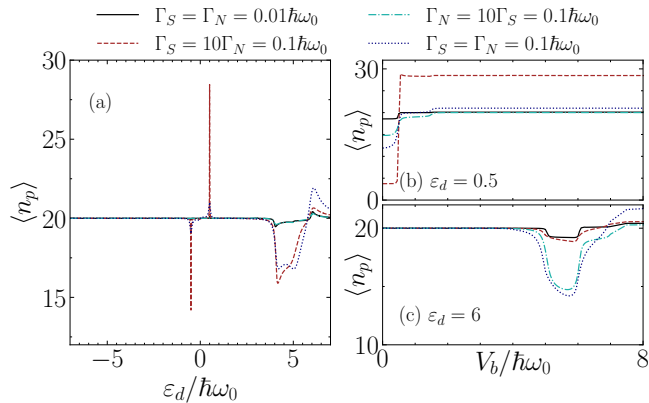 Γ_S = Γ_N = 0.01ℏω_0
Γ_N = 10Γ_S = 0.1ℏω_0
Γ_S = 10Γ_N = 0.1ℏω_0
Γ_S = Γ_N = 0.1ℏω_0
(a)
30
25
20
15
⟨n_p⟩
−5
0
5
ε_d/ℏω_0
30
0
⟨n_p⟩
(b) ε_d = 0.5
20
10
⟨n_p⟩
(c) ε_d = 6
0
4
8
V_b/ℏω_0